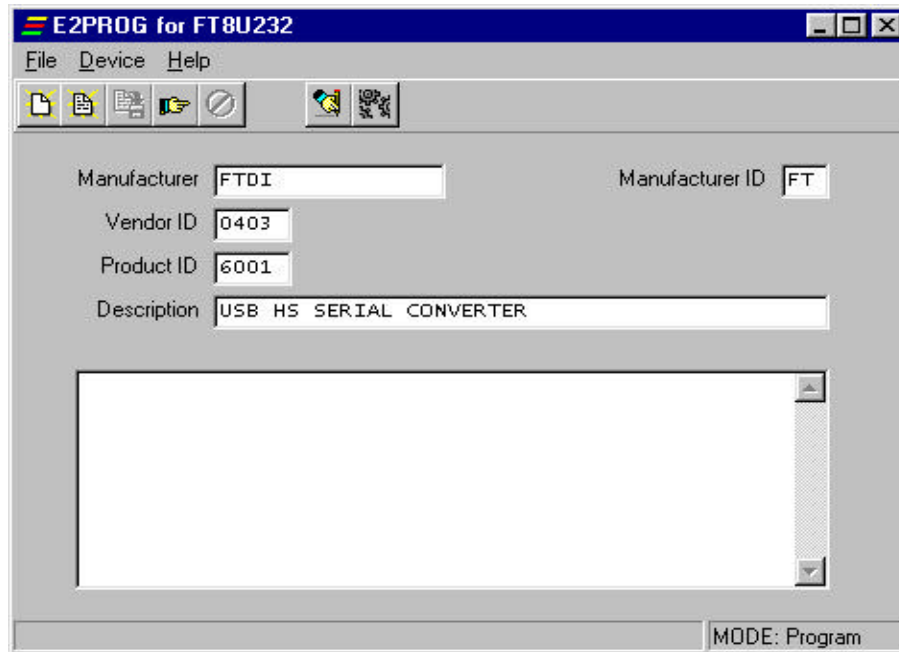 E2PROG for FT8U232
File Device Help
Manufacturer FTDI Manufacturer ID FT
Vendor ID 0403
Product ID 6001
Description USB HS SERIAL CONVERTER
MODE: Program